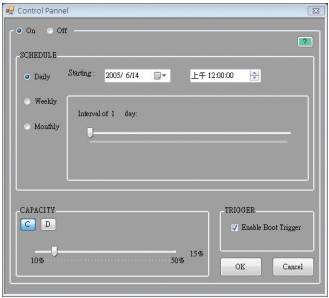 Control Pannel
On Off
?
SCHEDULE
Daily Starting : 2005/ 6/14 上午 12:00:00
Weekly
Interval of 1 day:
Monthly
CAPACITY
C D
15%
10% 50%
TRIGGER
Enable Boot Trigger
OK Cancel